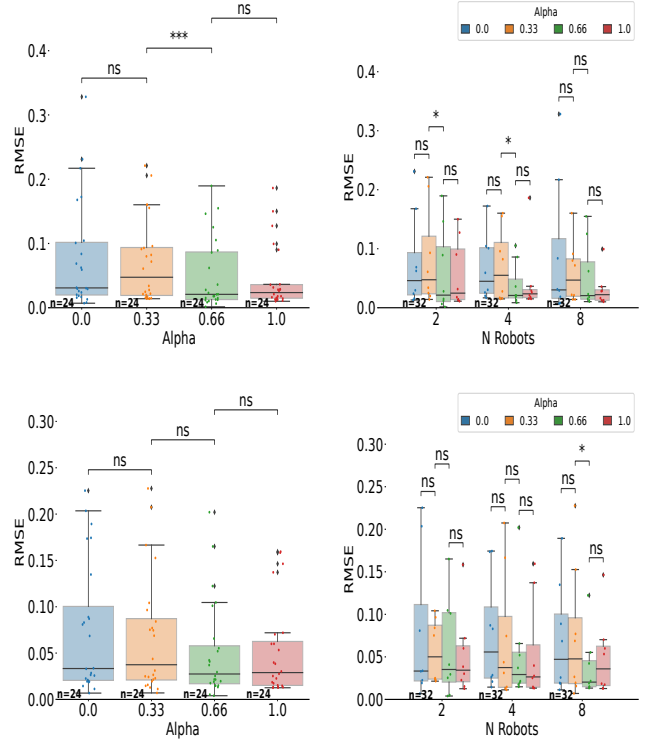 ns
0.4
ns
***
0.3
RMSE
0.2
0.1
0.0
n=24 n=24 n=24 n=24
0.0 0.33 0.66 1.0
Alpha
Alpha
0.0 0.33 0.66 1.0
0.4
ns
ns
0.3
*
*
ns
ns
ns
ns
ns
ns
RMSE
0.2
0.1
0.0
n=32 n=32 n=32
2 4 8
N Robots
0.30
ns
ns
ns
0.25
RMSE
0.20
0.15
0.10
0.05
0.00
n=24 n=24 n=24 n=24
0.0 0.33 0.66 1.0
Alpha
Alpha
0.0 0.33 0.66 1.0
0.30
ns
ns
*
0.25
ns
ns
ns
ns
RMSE
0.20
ns
ns
0.15
0.10
0.05
0.00
n=32 n=32 n=32
2 4 8
N Robots